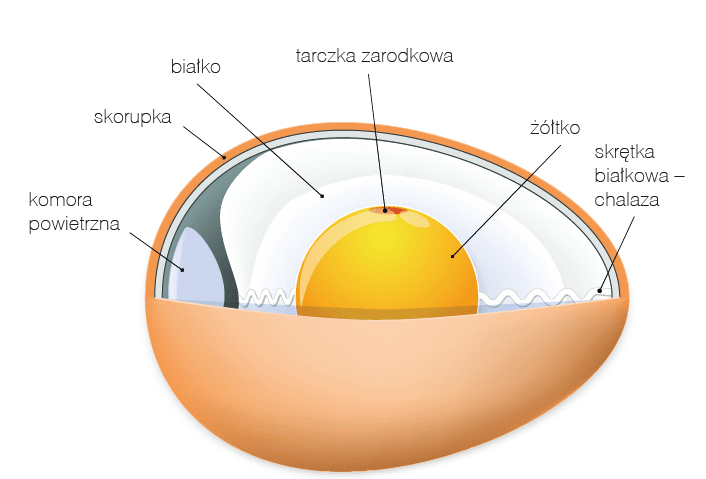 tarczka zarodkowa
białko
skorupka
żółtko
skrętka
białkowa –
chalaza
komora
powietrzna